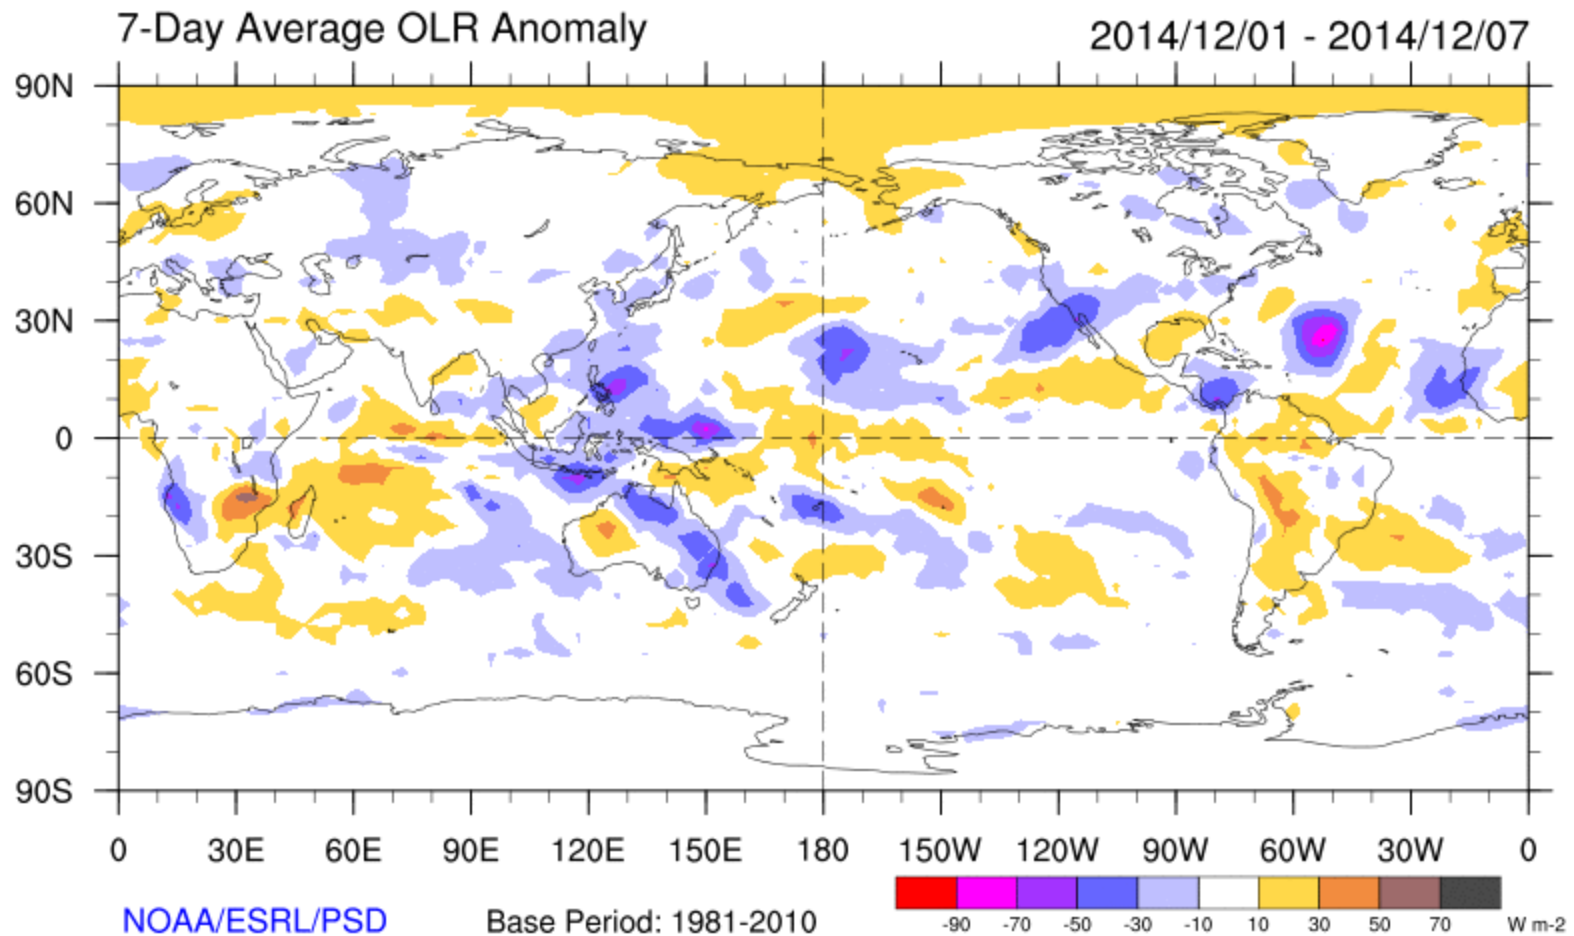 7-Day Average OLR Anomaly
2014/12/01 - 2014/12/07
90N
60N
30N
0
30S
60S
90S
0 30E 60E 90E 120E 150E 180 150W 120W 90W 60W 30W 0
-90 -70 -50 -30 -10 10 30 50 70 W m-2
NOAA/ESRL/PSD
Base Period: 1981-2010